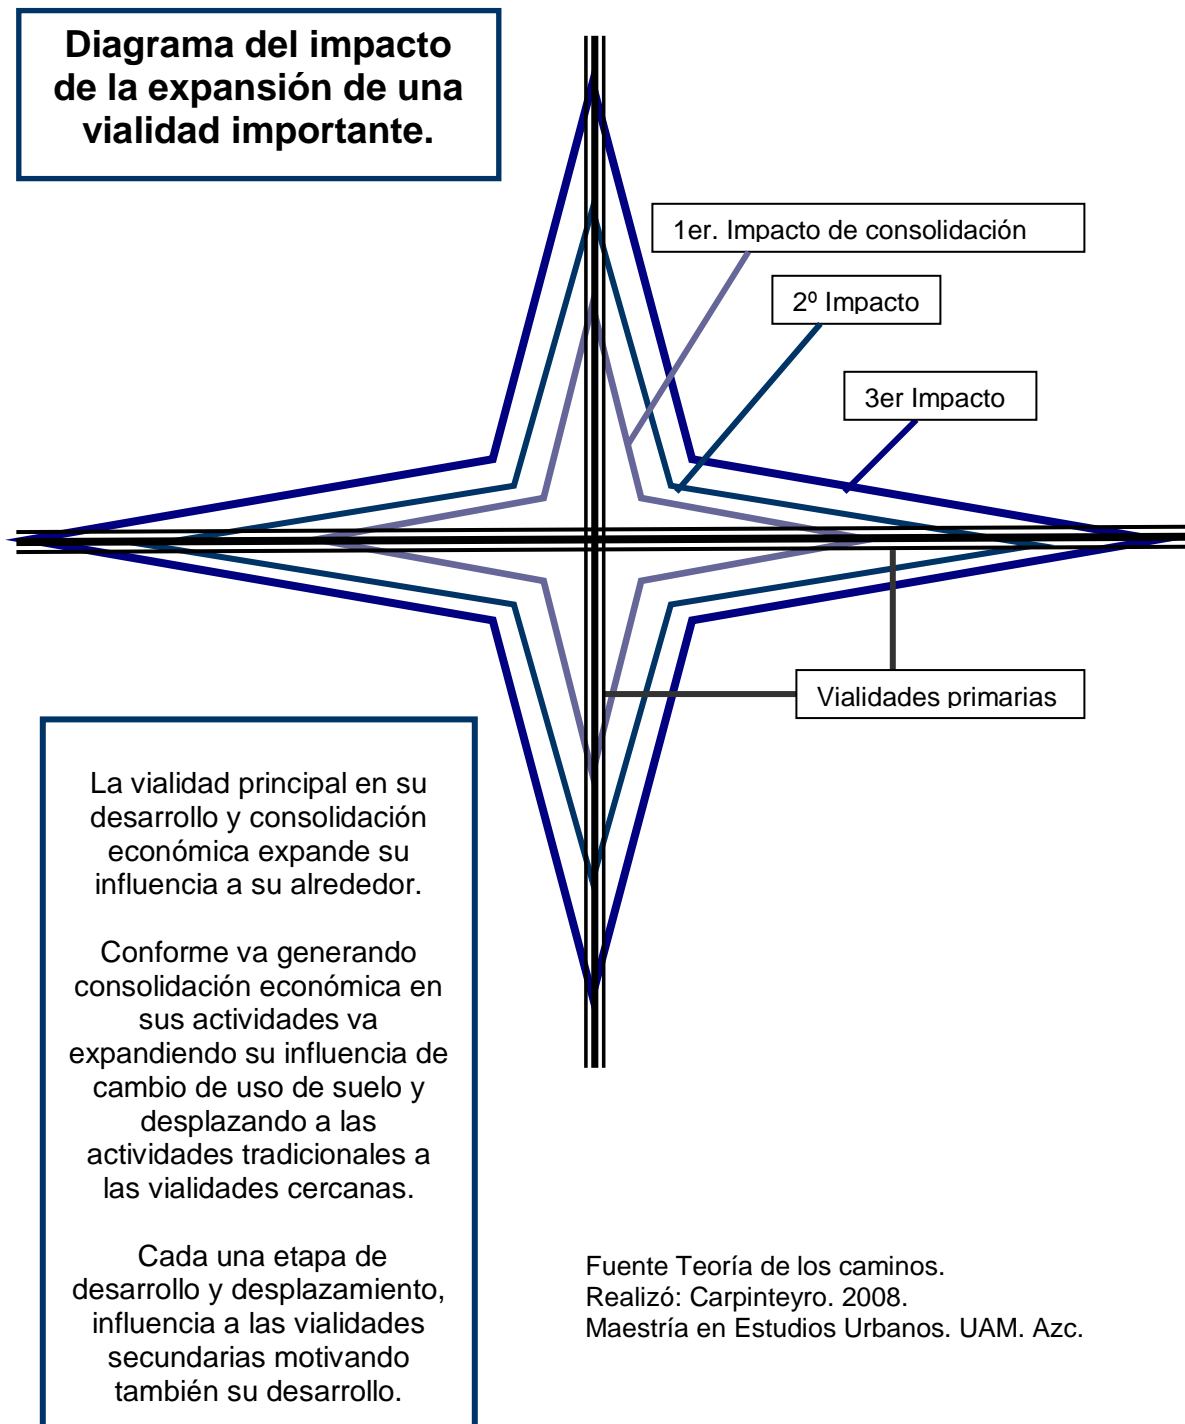 Diagrama del impacto
de la expansión de una
vialidad importante.
1er. Impacto de consolidación
2º Impacto
3er Impacto
Vialidades primarias
La vialidad principal en su
desarrollo y consolidación
económica expande su
influencia a su alrededor.
Conforme va generando
consolidación económica en
sus actividades va
expandiendo su influencia de
cambio de uso de suelo y
desplazando a las
actividades tradicionales a
las vialidades cercanas.
Cada una etapa de
desarrollo y desplazamiento,
influencia a las vialidades
secundarias motivando
también su desarrollo.
Fuente Teoría de los caminos.
Realizó: Carpinteyro. 2008.
Maestría en Estudios Urbanos. UAM. Azc.